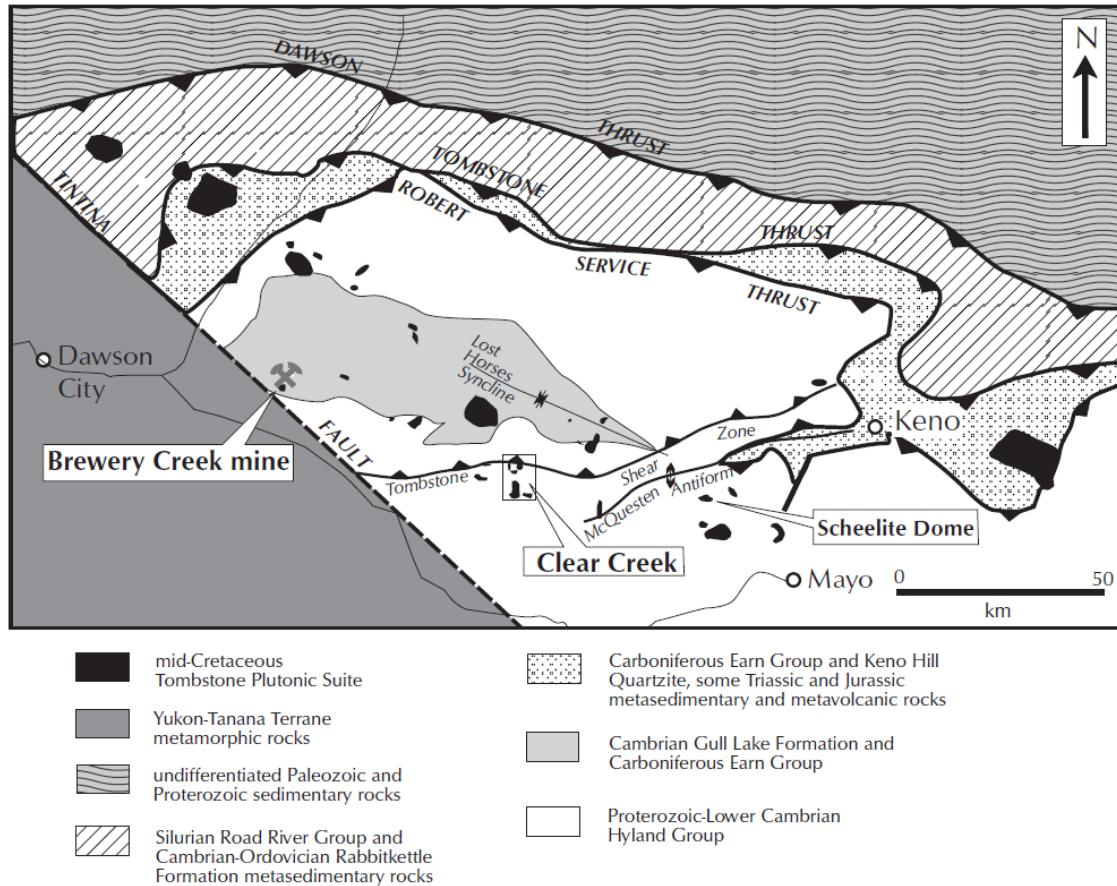 N
DAWSON
THRUST
TOMBSTONE
THRUST
TINTINA
ROBERT
SERVICE
THRUST
Dawson
City
Lost
Horses
Syncline
Brewery Creek mine
FAULT
Tombstone
Shear
Zone
Keno
McQuesten
Antiform
Scheelite Dome
Clear Creek
Mayo
0
50
km
mid-Cretaceous
Tombstone Plutonic Suite
Yukon-Tanana Terrane
metamorphic rocks
undifferentiated Paleozoic and
Proterozoic sedimentary rocks
Silurian Road River Group and
Cambrian-Ordovician Rabbitkettle
Formation metasedimentary rocks
Carboniferous Earn Group and Keno Hill
Quartzite, some Triassic and Jurassic
metasedimentary and metavolcanic rocks
Cambrian Gull Lake Formation and
Carboniferous Earn Group
Proterozoic-Lower Cambrian
Hyland Group